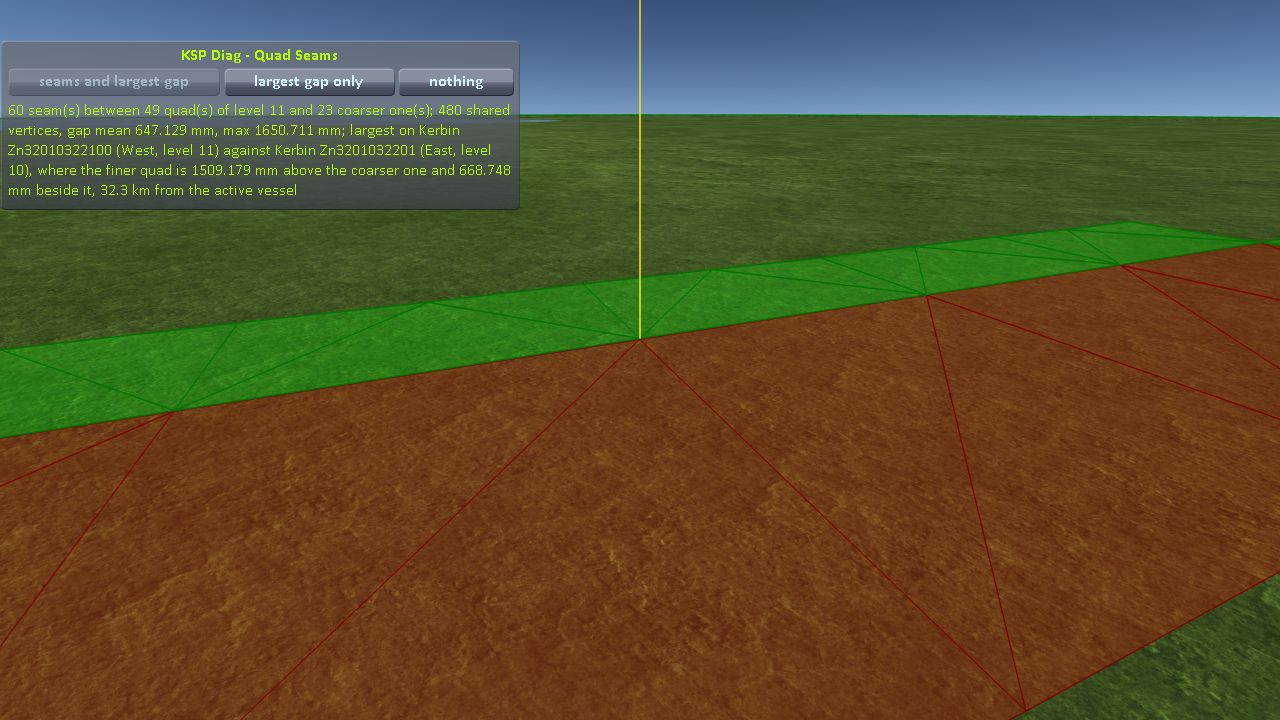 KSP Diag - Quad Seams
seams and largest gap largest gap only nothing
60 seam(s) between 49 quad(s) of level 11 and 23 coarser one(s); 480 shared
vertices, gap mean 647.129 mm, max 1650.711 mm; largest on Kerbin
Zn32010322100 (West, level 11) against Kerbin Zn3201032201 (East, level
10), where the finer quad is 1509.179 mm above the coarser one and 668.748
mm beside it, 32.3 km from the active vessel